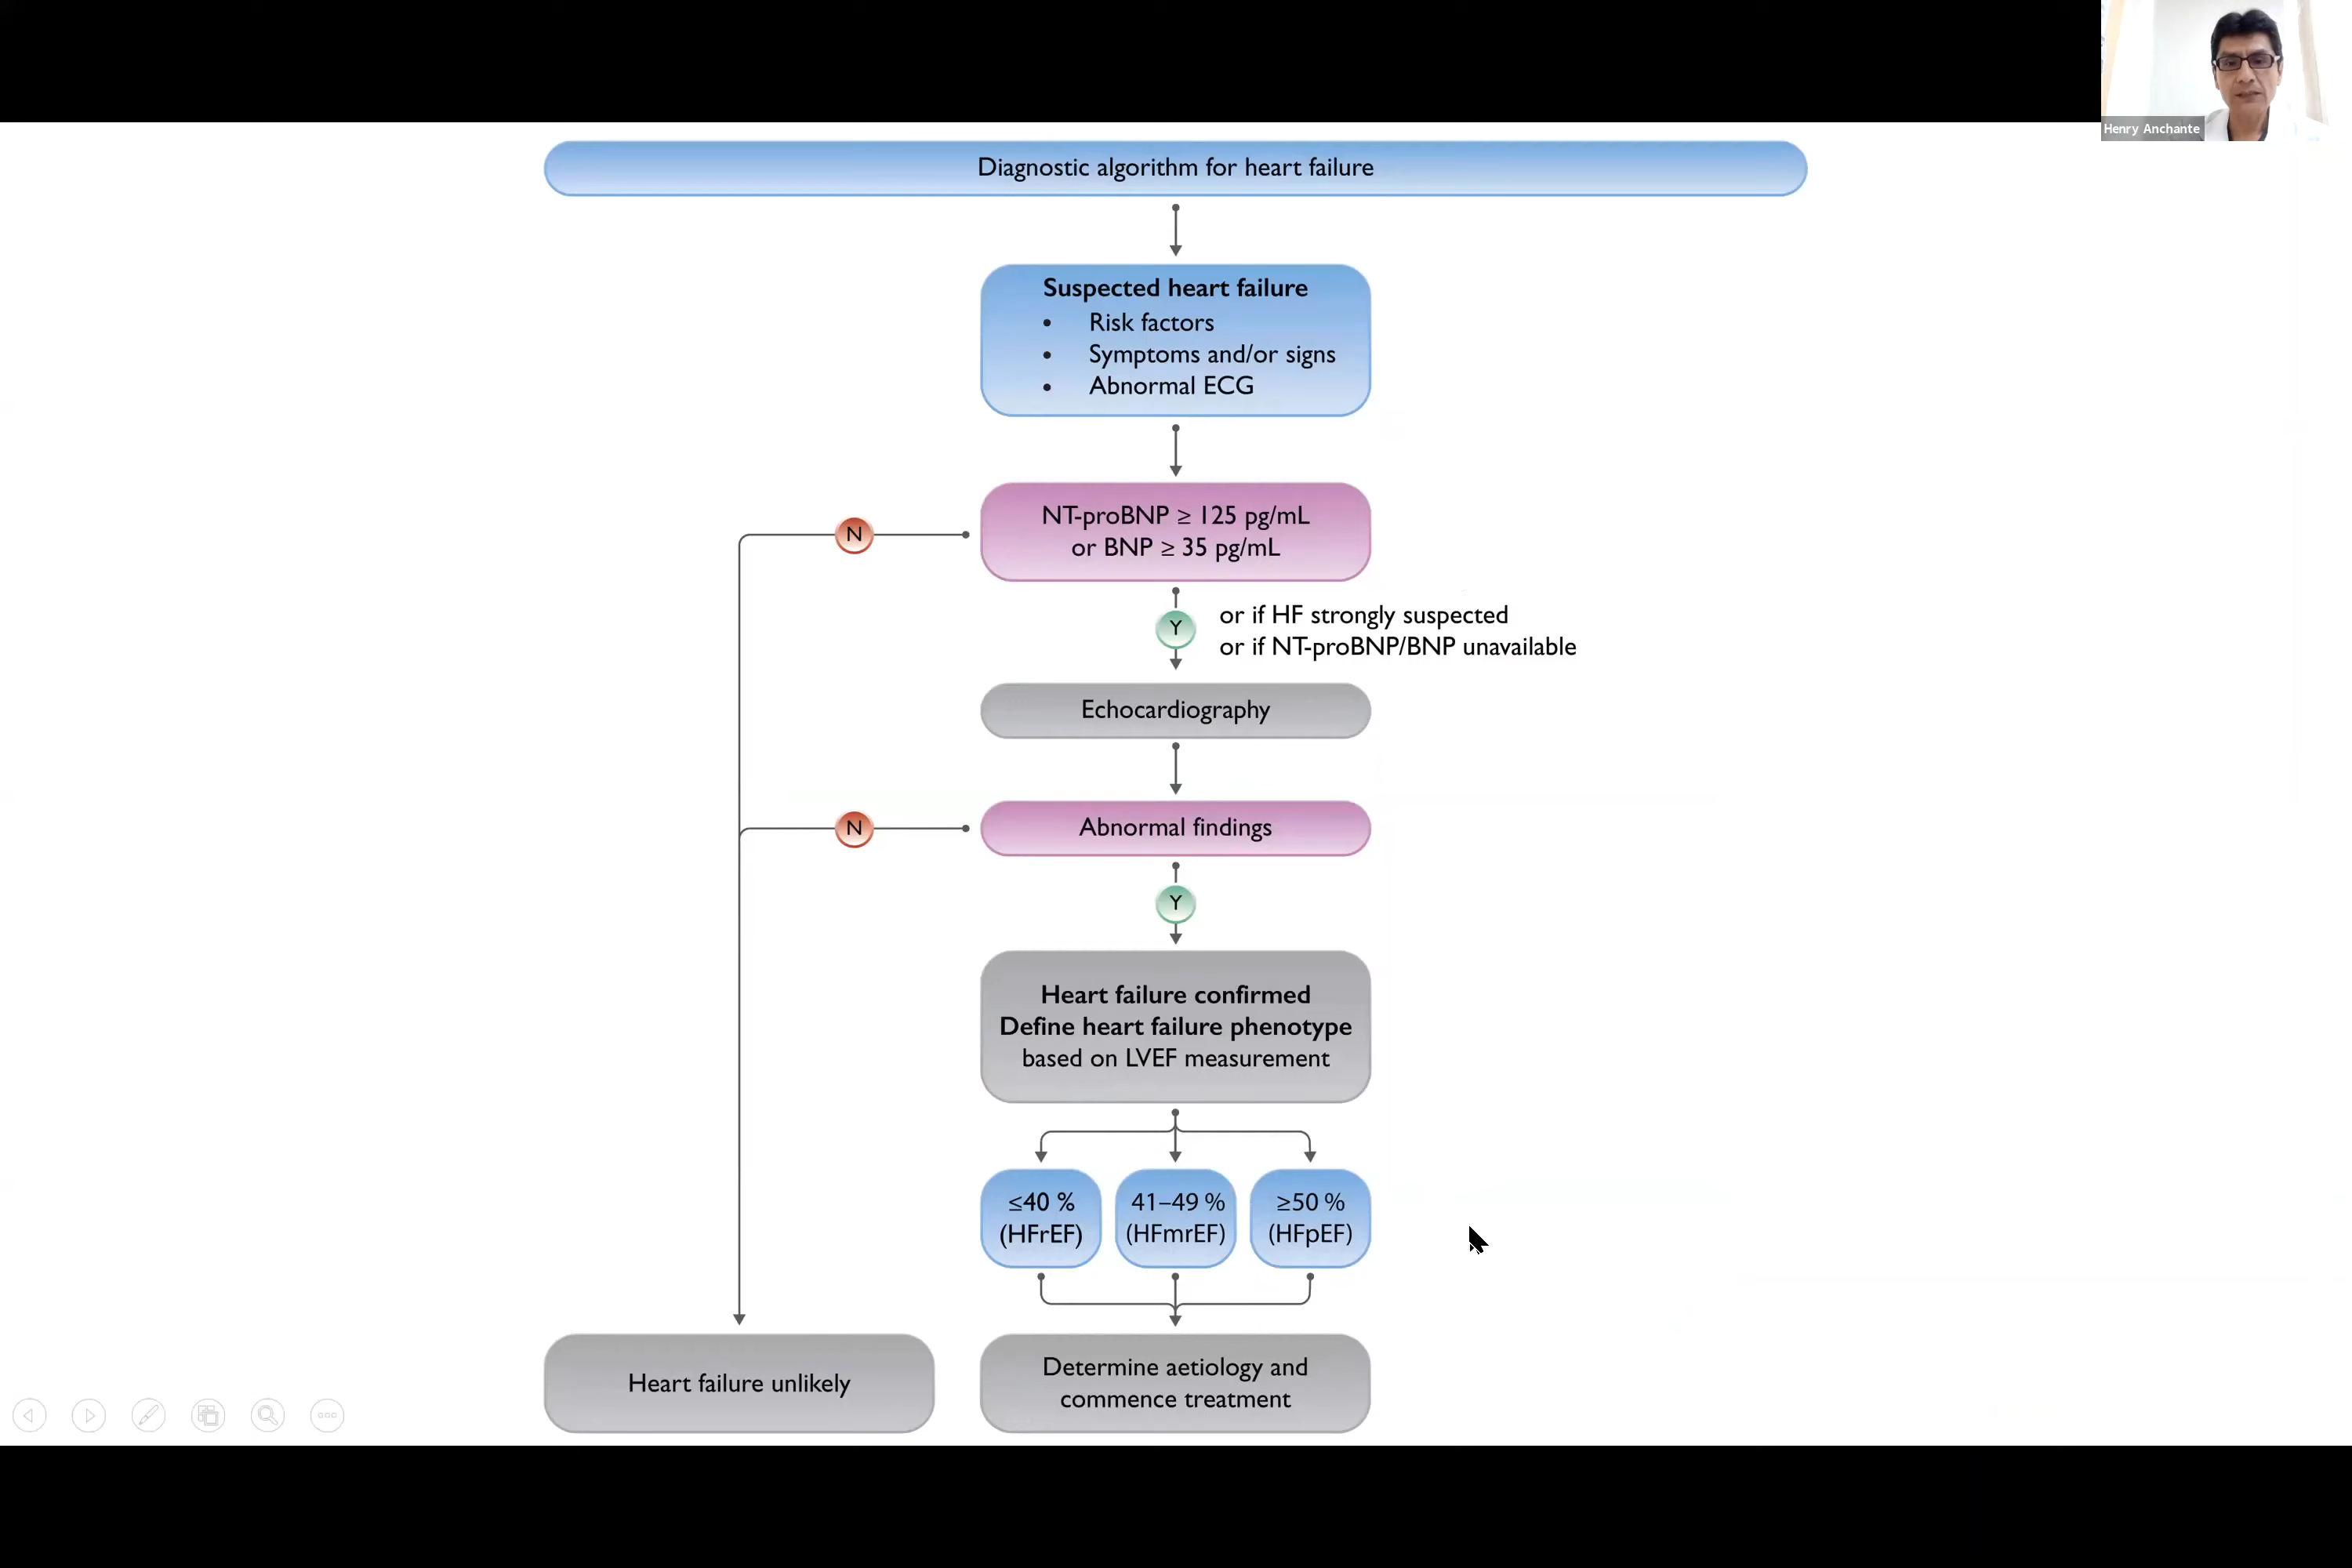 Henry Anchante
Diagnostic algorithm for heart failure
Suspected heart failure
• Risk factors
• Symptoms and/or signs
• Abnormal ECG
NT-proBNP ≥ 125 pg/mL
or BNP ≥ 35 pg/mL
N
Y
or if HF strongly suspected
or if NT-proBNP/BNP unavailable
Echocardiography
Abnormal findings
N
Y
Heart failure confirmed
Define heart failure phenotype
based on LVEF measurement
≤40 %
(HFrEF)
41–49 %
(HFmrEF)
≥50 %
(HFpEF)
Heart failure unlikely
Determine aetiology and
commence treatment